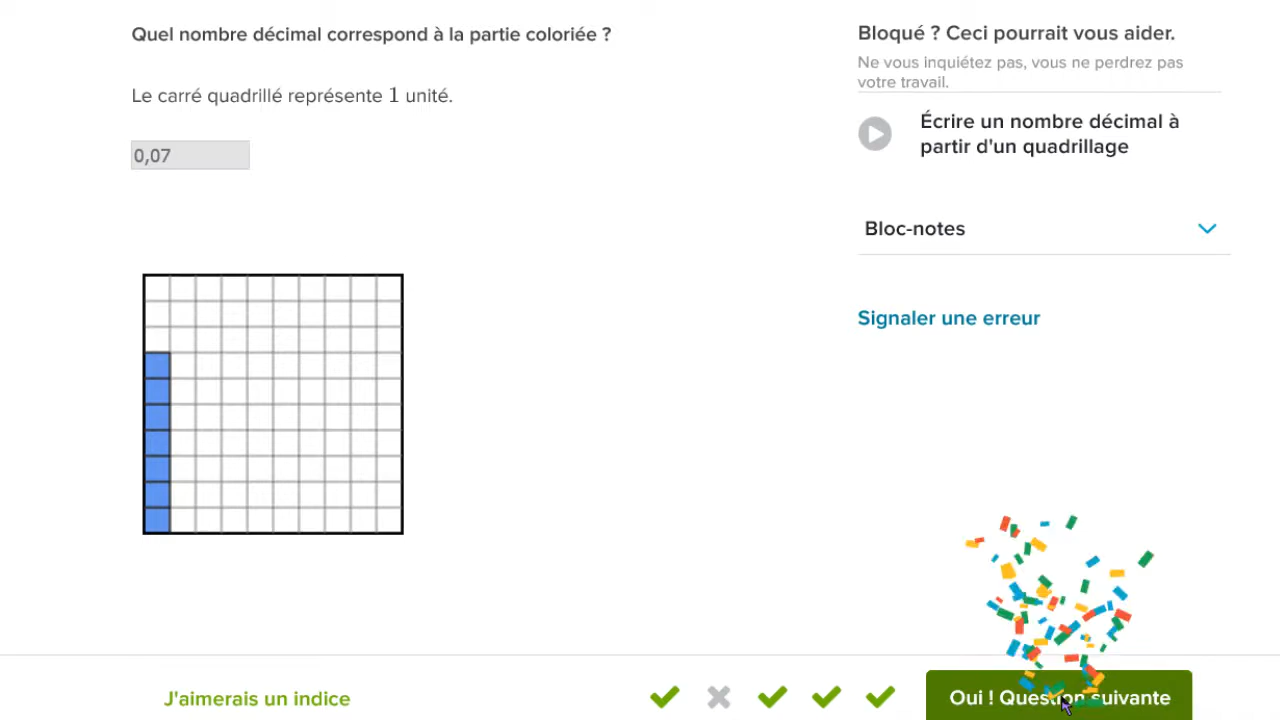 Quel nombre décimal correspond à la partie coloriée ?
Le carré quadrillé représente 1 unité.
0,07
Bloqué ? Ceci pourrait vous aider.
Ne vous inquiétez pas, vous ne perdrez pas
votre travail.
Écrire un nombre décimal à
partir d'un quadrillage
Bloc-notes
Signaler une erreur
J'aimerais un indice
Oui ! Question suivante